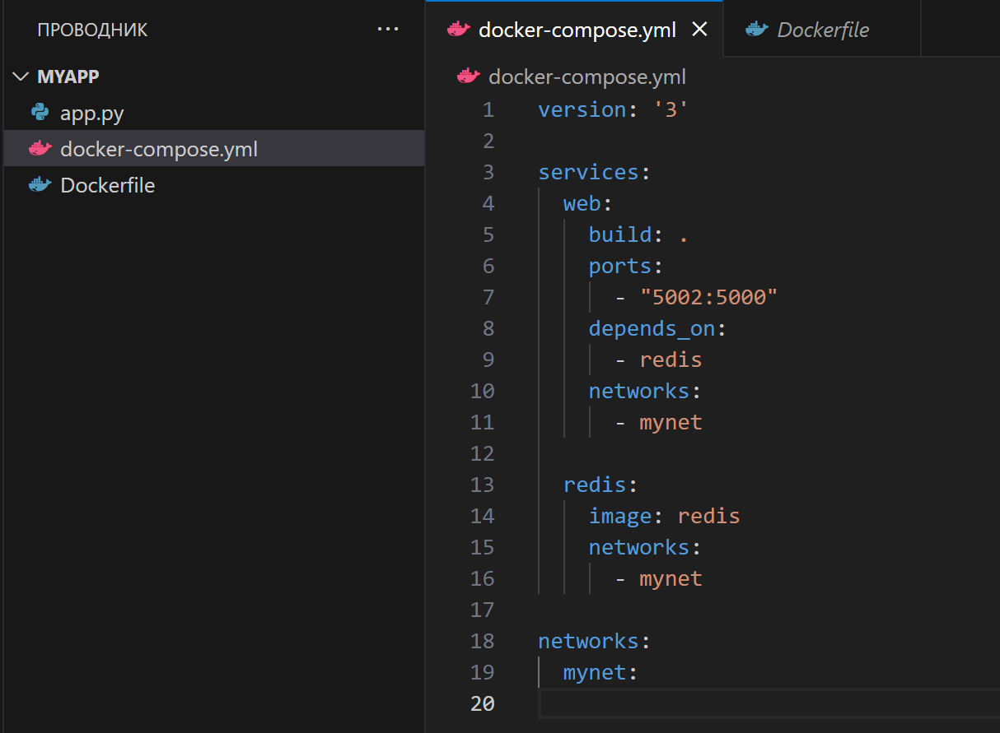 ПРОВОДНИК ...
MYAPP
app.py
docker-compose.yml
Dockerfile
docker-compose.yml
Dockerfile
docker-compose.yml
1 version: '3'
2
3 services:
4   web:
5     build: .
6     ports:
7       - "5002:5000"
8     depends_on:
9       - redis
10     networks:
11       - mynet
12
13   redis:
14     image: redis
15     networks:
16       - mynet
17
18 networks:
19   mynet:
20